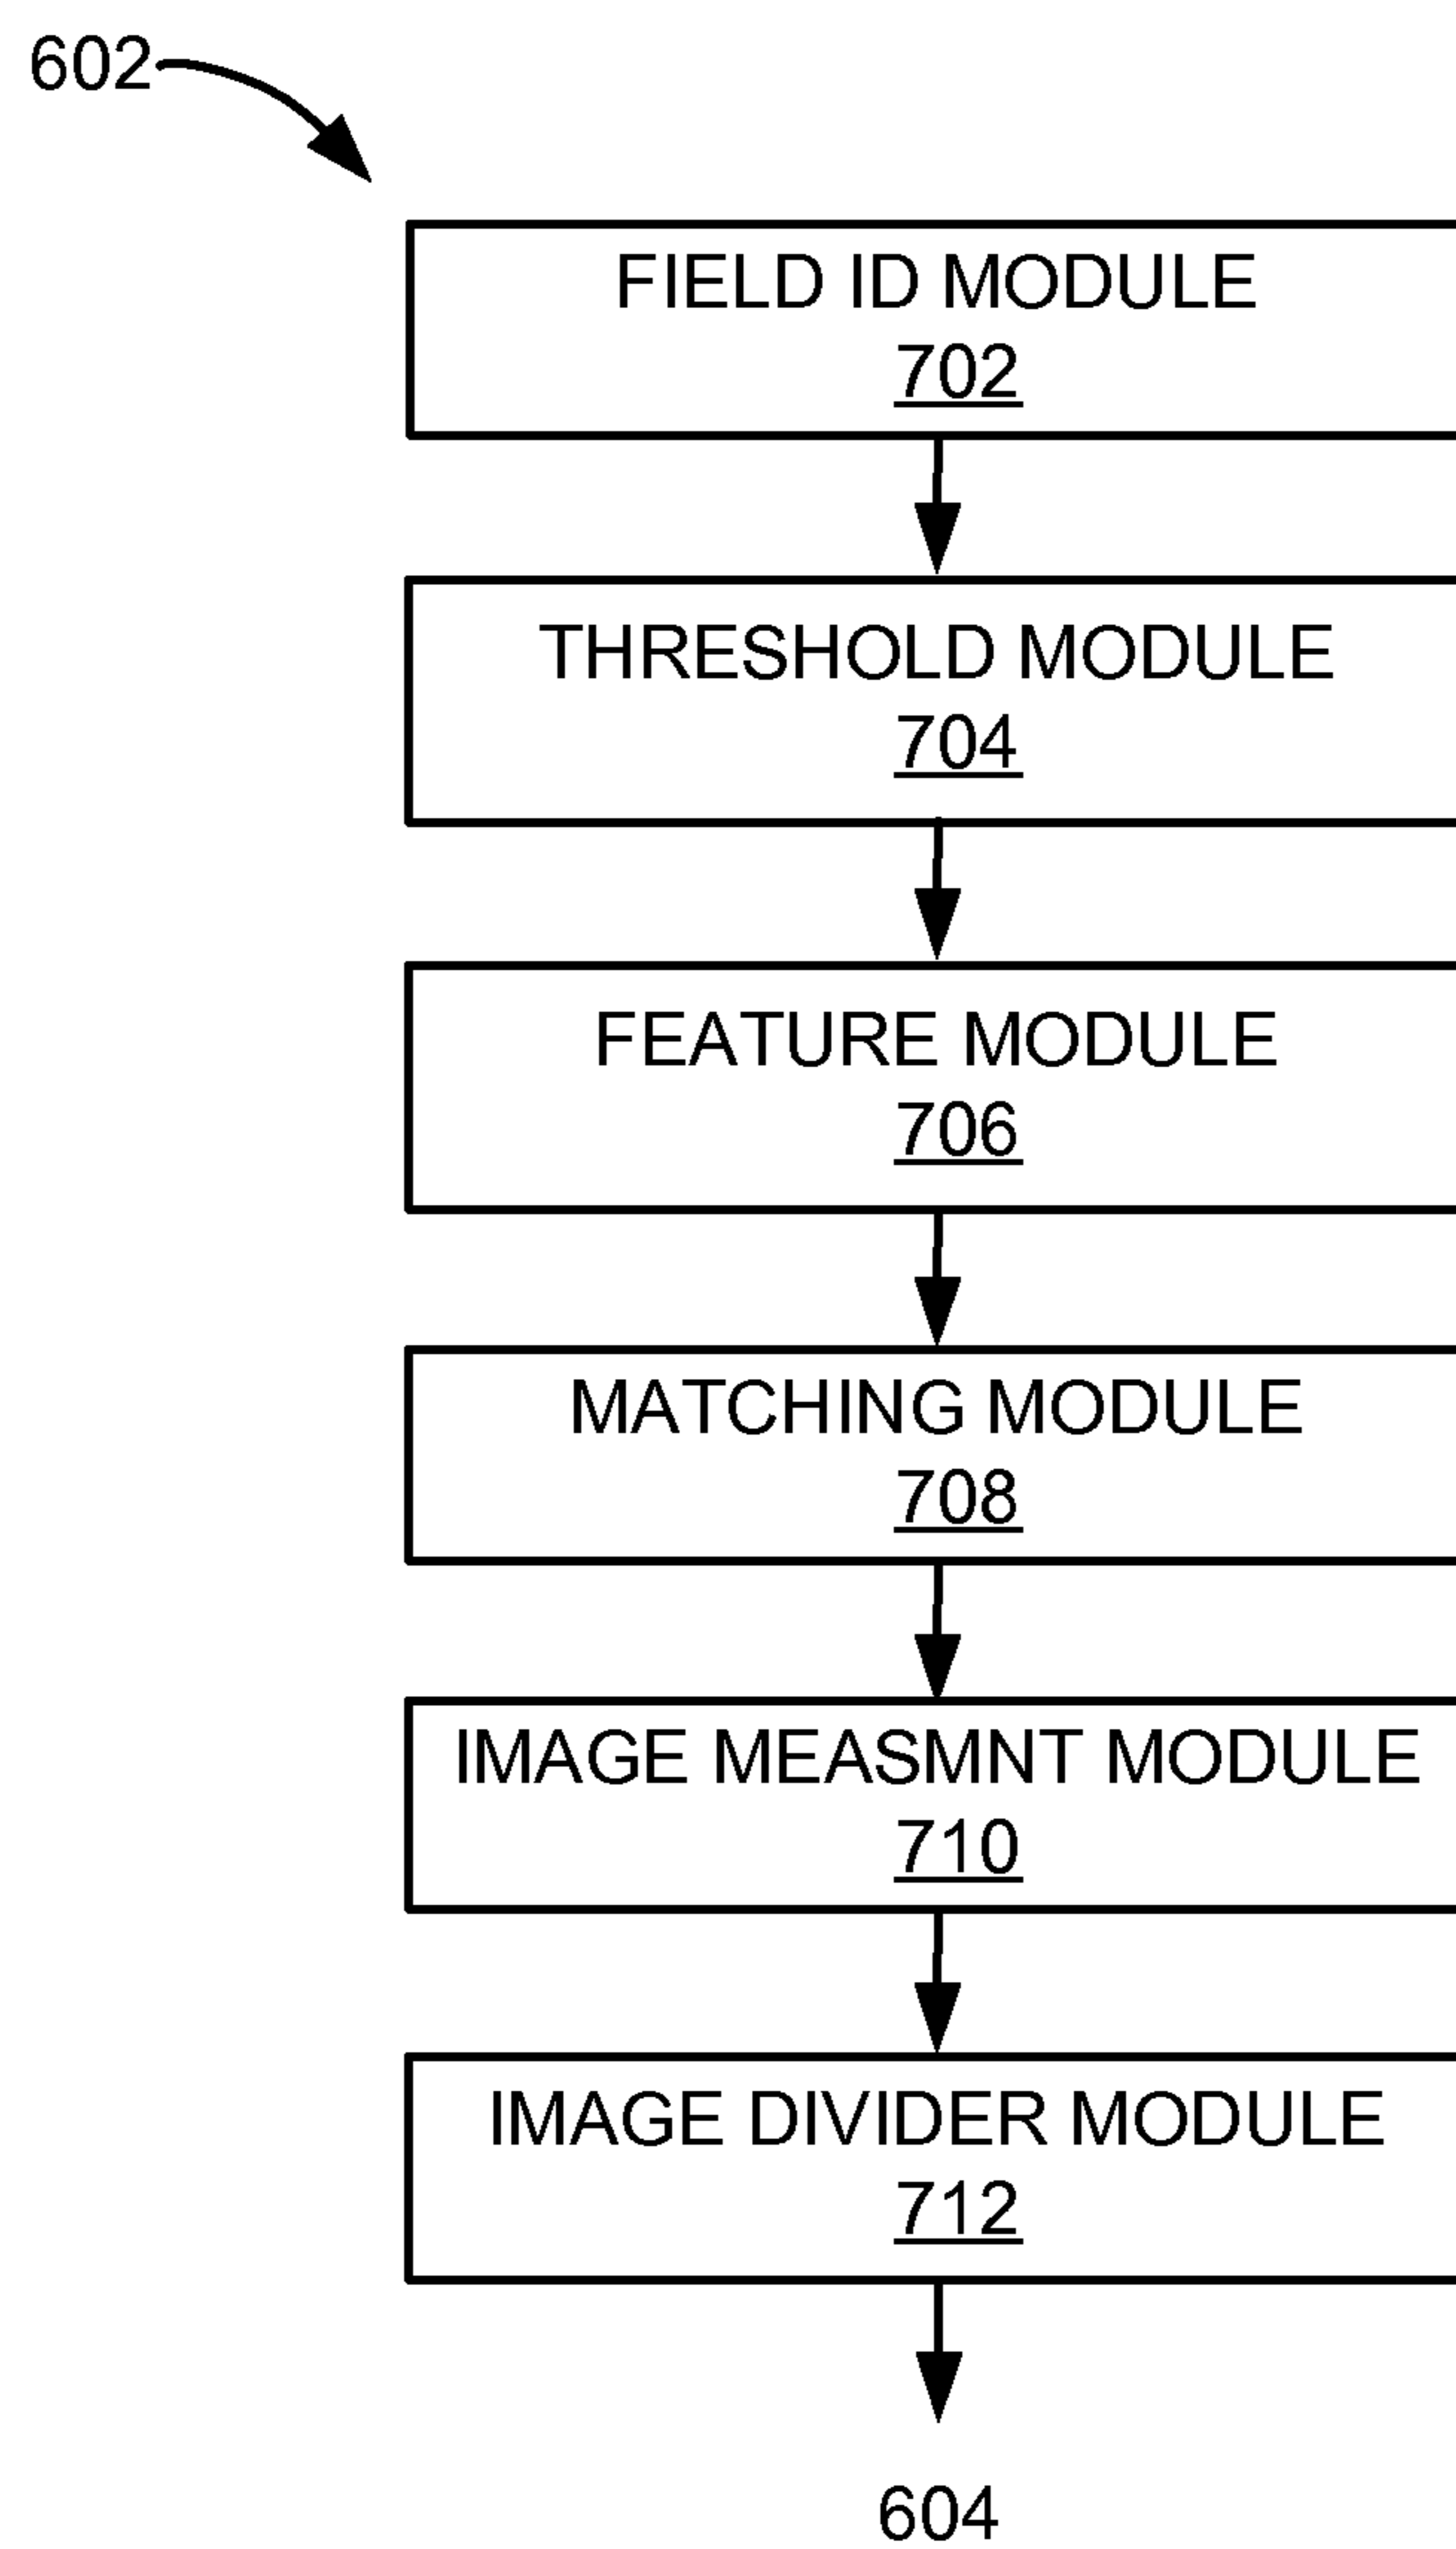 602
FIELD ID MODULE
702
THRESHOLD MODULE
704
FEATURE MODULE
706
MATCHING MODULE
708
IMAGE MEASMNT MODULE
710
IMAGE DIVIDER MODULE
712
604